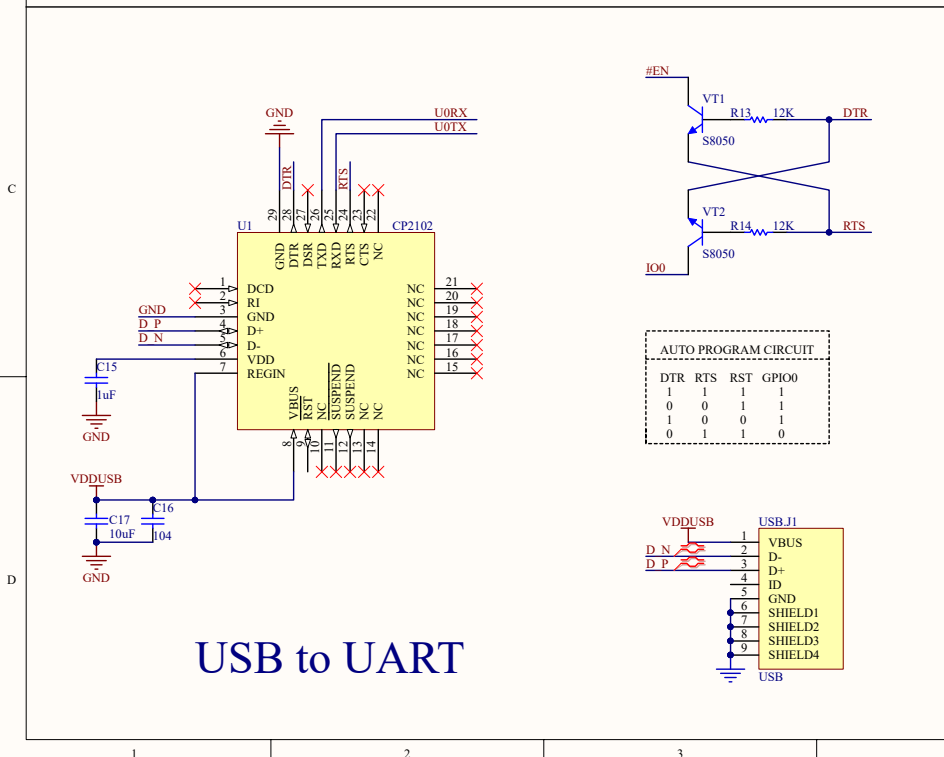 #EN
VT1
R13 12K DTR
S8050
GND
U0RX
U0TX
DTR
RTS
C
29 28 27 26 25 24 23 22
U1 CP2102
VT2
R14 12K RTS
S8050
GND DTR DSR TXD RXD RTS CTS NC
IO0
1 DCD NC 21
2 RI NC 20
GND 3 GND NC 19
D_P 4 D+ NC 18
D_N 5 D- NC 17
6 VDD NC 16
7 REGIN NC 15
C15
1uF
GND
VBUS RST NC SUSPEND SUSPEND NC NC
8 9 10 11 12 13 14
AUTO PROGRAM CIRCUIT
DTR RTS RST GPIO0
1 1 1 1
0 0 1 1
1 0 0 1
0 1 1 0
VDDUSB
C16
C17
10uF 104
GND
VDDUSB USB.J1
1 VBUS
D_N 2 D-
D_P 3 D+
4 ID
5 GND
6 SHIELD1
7 SHIELD2
8 SHIELD3
9 SHIELD4
USB
D
USB to UART
1 2 3